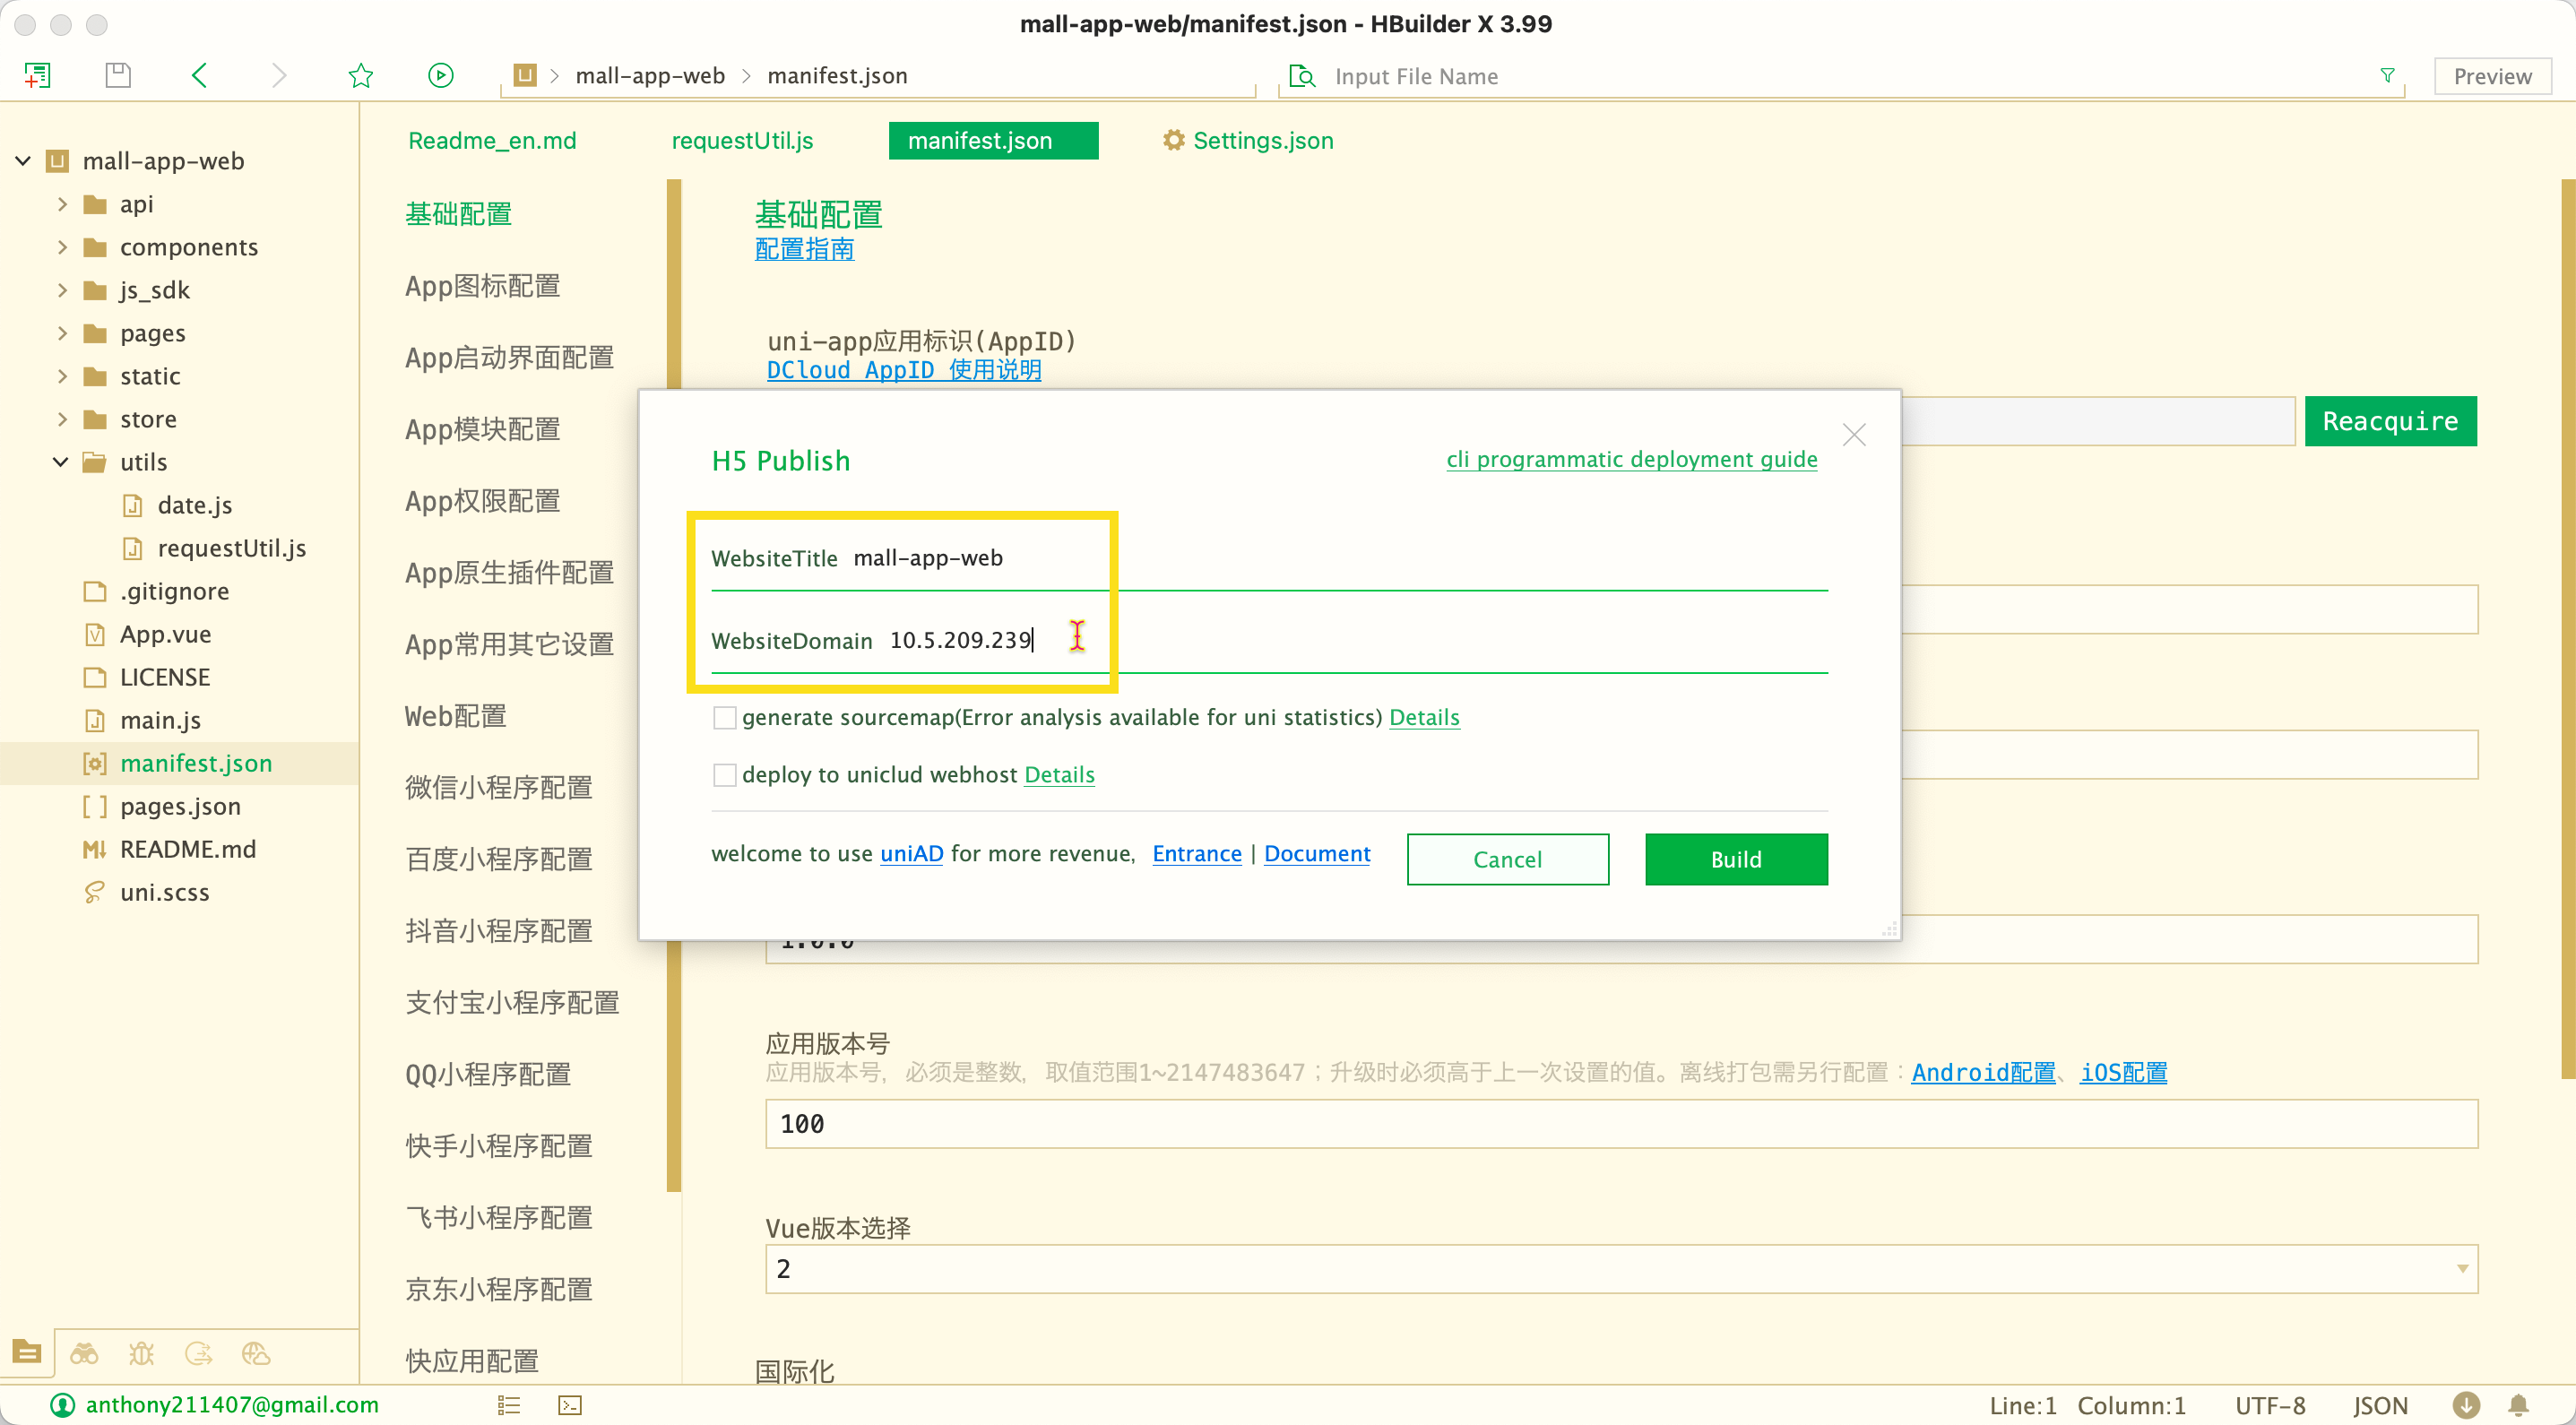 mall-app-web/manifest.json - HBuilder X 3.99
mall-app-web
manifest.json
Input File Name
Preview
mall-app-web
api
components
js_sdk
pages
static
store
utils
date.js
requestUtil.js
.gitignore
App.vue
LICENSE
main.js
manifest.json
pages.json
README.md
uni.scss
Readme_en.md
requestUtil.js
manifest.json
Settings.json
基础配置
App图标配置
App启动界面配置
App模块配置
App权限配置
App原生插件配置
App常用其它设置
Web配置
微信小程序配置
百度小程序配置
抖音小程序配置
支付宝小程序配置
QQ小程序配置
快手小程序配置
飞书小程序配置
京东小程序配置
快应用配置
基础配置
配置指南
uni-app应用标识(AppID)
DCloud AppID 使用说明
Reacquire
H5 Publish
cli programmatic deployment guide
WebsiteTitle mall-app-web
WebsiteDomain 10.5.209.239
generate sourcemap(Error analysis available for uni statistics) Details
deploy to uniclud webhost Details
welcome to use uniAD for more revenue, Entrance | Document
Cancel
Build
1.0.0
应用版本号
应用版本号，必须是整数，取值范围1~2147483647；升级时必须高于上一次设置的值。离线打包需另行配置：Android配置、iOS配置
100
Vue版本选择
2
国际化
anthony211407@gmail.com
Line:1 Column:1
UTF-8
JSON